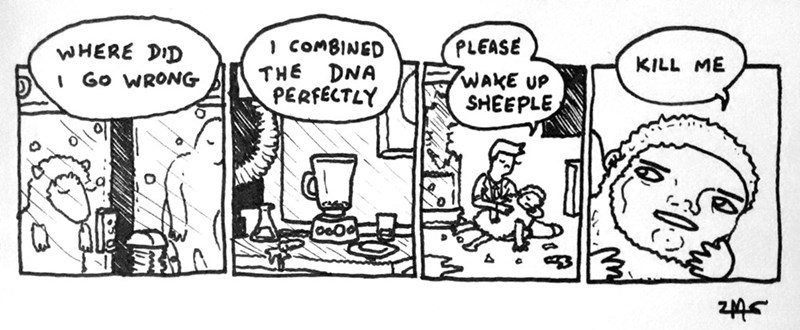 WHERE DID
I GO WRONG
I COMBINED
THE DNA
PERFECTLY
PLEASE
WAKE UP
SHEEPLE
KILL ME